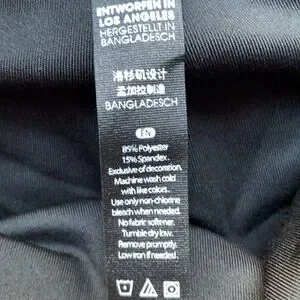 ENTWORFEN IN
LOS ANGELES
HERGESTELLT IN
BANGLADESCH
洛杉矶设计
孟加拉制造
BANGLADESCH
EN
85% Polyester
15% Spandex.
Exclusive of decoration.
Machine wash cold
with like colors.
Use only non-chlorine
bleach when needed.
No fabric softener.
Tumble dry low.
Remove promptly.
Low iron if needed.